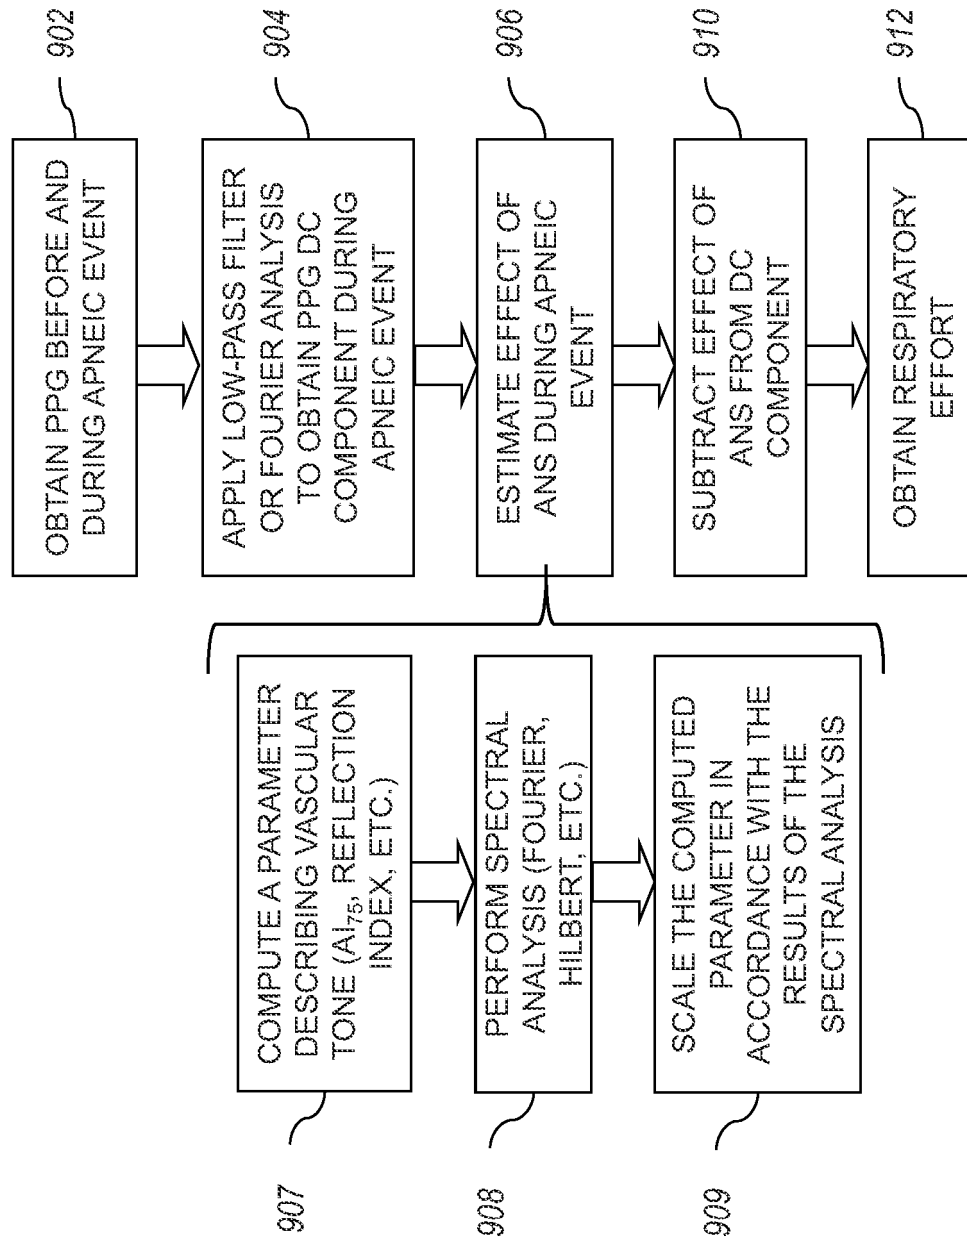 902
OBTAIN PPG BEFORE AND
DURING APNEIC EVENT
904
APPLY LOW-PASS FILTER
OR FOURIER ANALYSIS
TO OBTAIN PPG DC
COMPONENT DURING
APNEIC EVENT
906
ESTIMATE EFFECT OF
ANS DURING APNEIC
EVENT
910
SUBTRACT EFFECT OF
ANS FROM DC
COMPONENT
912
OBTAIN RESPIRATORY
EFFORT
907
COMPUTE A PARAMETER
DESCRIBING VASCULAR
TONE (AI75, REFLECTION
INDEX, ETC.)
908
PERFORM SPECTRAL
ANALYSIS (FOURIER,
HILBERT, ETC.)
909
SCALE THE COMPUTED
PARAMETER IN
ACCORDANCE WITH THE
RESULTS OF THE
SPECTRAL ANALYSIS